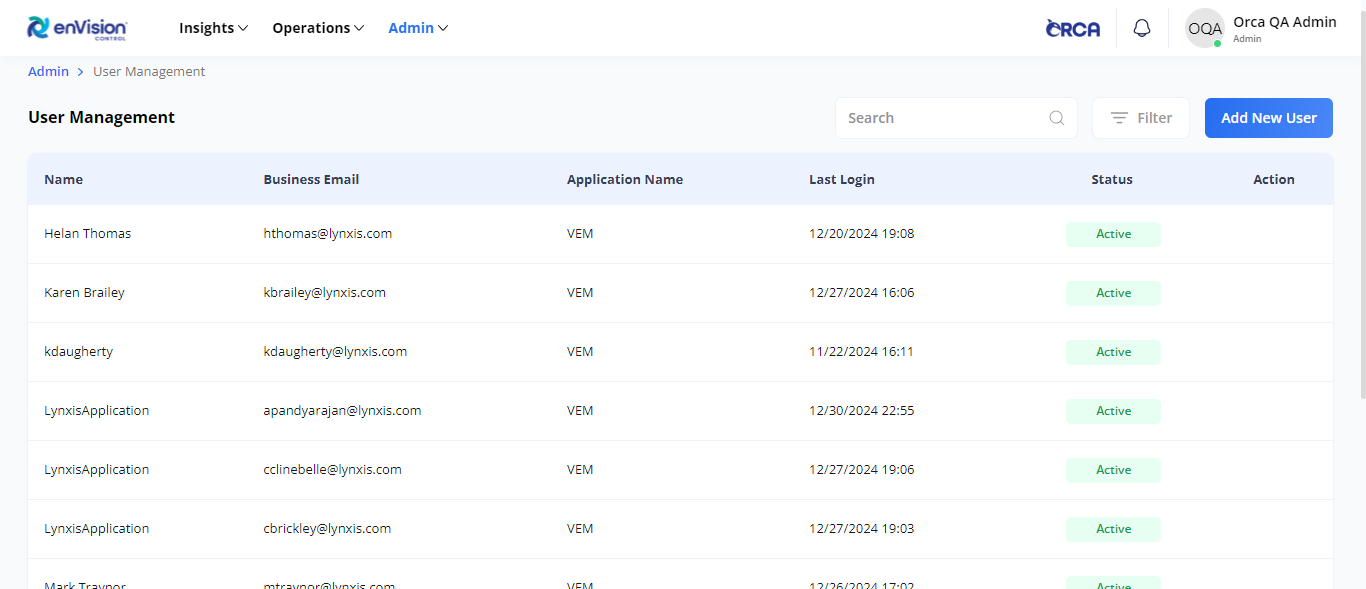 enVision
CONTROL
Insights
Operations
Admin
ORCA
OQA
Orca QA Admin
Admin
Admin > User Management
User Management
Search
Filter
Add New User
Name Business Email Application Name Last Login Status Action
Helan Thomas hthomas@lynxis.com VEM 12/20/2024 19:08 Active
Karen Brailey kbrailey@lynxis.com VEM 12/27/2024 16:06 Active
kdaugherty kdaugherty@lynxis.com VEM 11/22/2024 16:11 Active
LynxisApplication apandyarajan@lynxis.com VEM 12/30/2024 22:55 Active
LynxisApplication cclinebelle@lynxis.com VEM 12/27/2024 19:06 Active
LynxisApplication cbrickley@lynxis.com VEM 12/27/2024 19:03 Active
Mark Traynor mtraynor@lynxis.com VEM 12/26/2024 17:02 Active